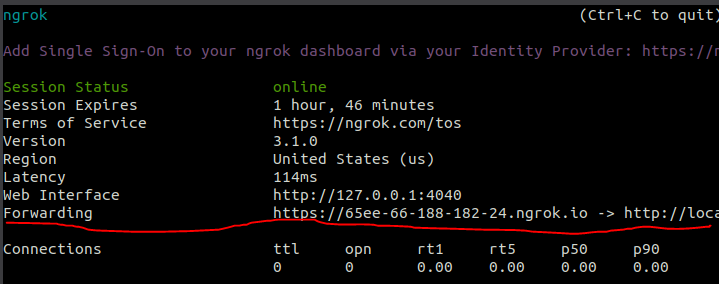 ngrok (Ctrl+C to quit)
Add Single Sign-On to your ngrok dashboard via your Identity Provider: https://n
Session Status online
Session Expires 1 hour, 46 minutes
Terms of Service https://ngrok.com/tos
Version 3.1.0
Region United States (us)
Latency 114ms
Web Interface http://127.0.0.1:4040
Forwarding https://65ee-66-188-182-24.ngrok.io -> http://loca
Connections ttl opn rt1 rt5 p50 p90
0 0 0.00 0.00 0.00 0.00